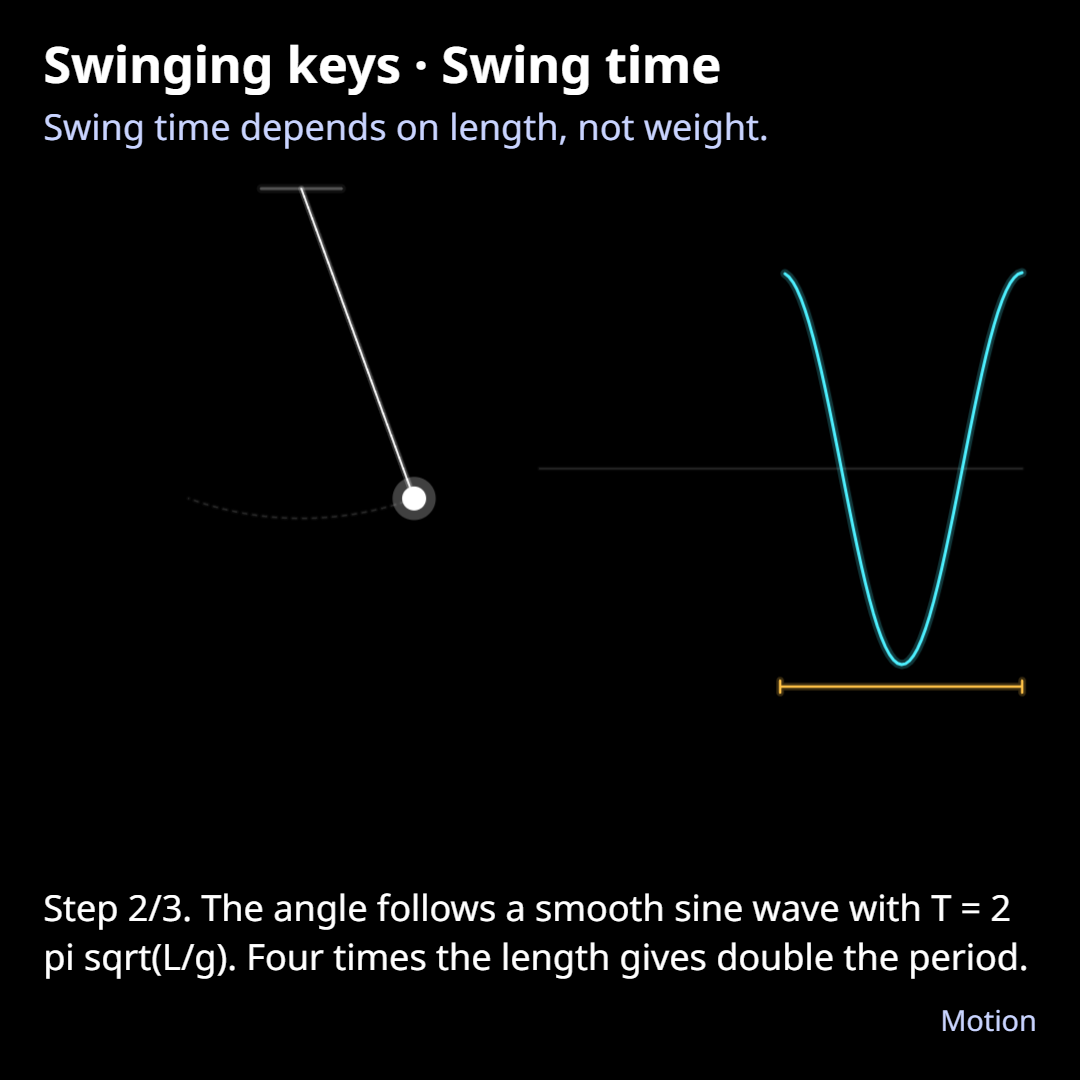 Swinging keys · Swing time
Swing time depends on length, not weight.
Step 2/3. The angle follows a smooth sine wave with T = 2
pi sqrt(L/g). Four times the length gives double the period.
Motion